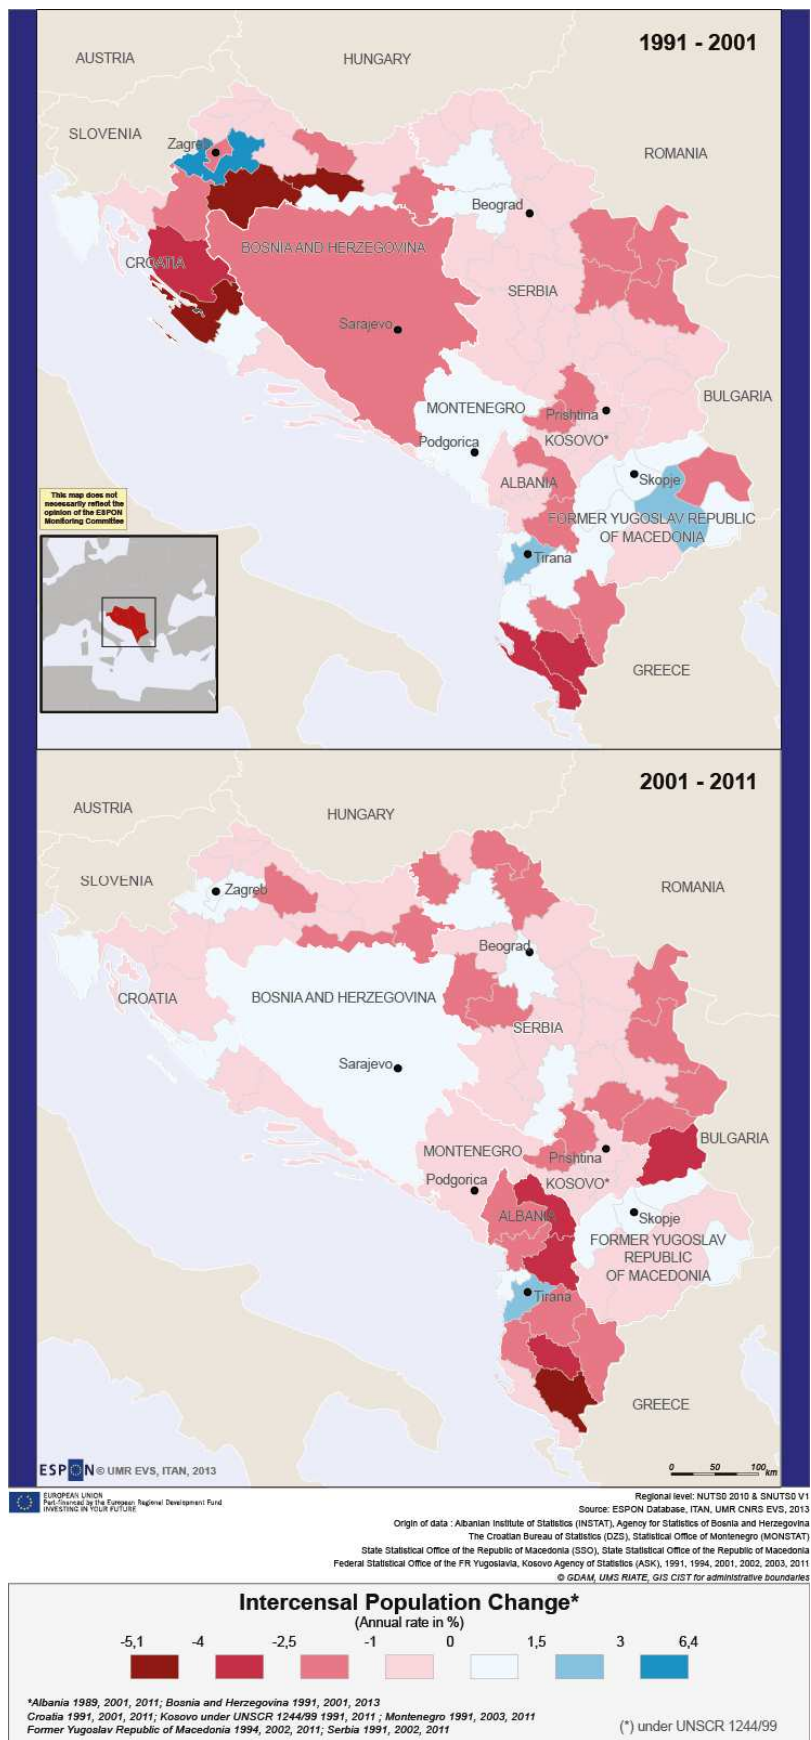 1991 - 2001
AUSTRIA
HUNGARY
SLOVENIA
Zagreb
ROMANIA
Beograd
BOSNIA AND HERZEGOVINA
CROATIA
SERBIA
Sarajevo
BULGARIA
MONTENEGRO
Prishtina
KOSOVO*
Podgorica
ALBANIA
Skopje
This map does not
necessarily reflect the
opinion of the ESPON
Monitoring Committee
FORMER YUGOSLAV REPUBLIC
OF MACEDONIA
Tirana
GREECE
2001 - 2011
AUSTRIA
HUNGARY
SLOVENIA
Zagreb
ROMANIA
Beograd
BOSNIA AND HERZEGOVINA
CROATIA
SERBIA
Sarajevo
BULGARIA
MONTENEGRO
Prishtina
Podgorica
KOSOVO*
ALBANIA
Skopje
FORMER YUGOSLAV
REPUBLIC
OF MACEDONIA
Tirana
GREECE
ESPON © UMR EVS, ITAN, 2013
0 50 100
km
EUROPEAN UNION
Part-financed by the European Regional Development Fund
INVESTING IN YOUR FUTURE
Regional level: NUTS0 2010 & SNUTS0 V1
Source: ESPON Database, ITAN, UMR CNRS EVS, 2013
Origin of data : Albanian Institute of Statistics (INSTAT), Agency for Statistics of Bosnia and Herzegovina
The Croatian Bureau of Statistics (DZS), Statistical Office of Montenegro (MONSTAT)
State Statistical Office of the Republic of Macedonia (SSO), State Statistical Office of the Republic of Macedonia
Federal Statistical Office of the FR Yugoslavia, Kosovo Agency of Statistics (ASK), 1991, 1994, 2001, 2002, 2003, 2011
© GDAM, UMS RIATE, GIS CIST for administrative boundaries
Intercensal Population Change*
(Annual rate in %)
-5,1 -4 -2,5 -1 0 1,5 3 6,4
*Albania 1989, 2001, 2011; Bosnia and Herzegovina 1991, 2001, 2013
Croatia 1991, 2001, 2011; Kosovo under UNSCR 1244/99 1991, 2011 ; Montenegro 1991, 2003, 2011
Former Yugoslav Republic of Macedonia 1994, 2002, 2011; Serbia 1991, 2002, 2011
(*) under UNSCR 1244/99